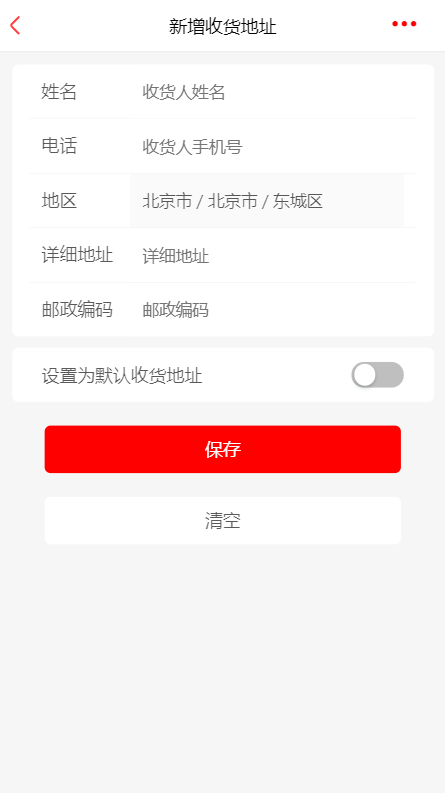 新增收货地址
姓名 收货人姓名
电话 收货人手机号
地区 北京市 / 北京市 / 东城区
详细地址 详细地址
邮政编码 邮政编码
设置为默认收货地址
保存
清空